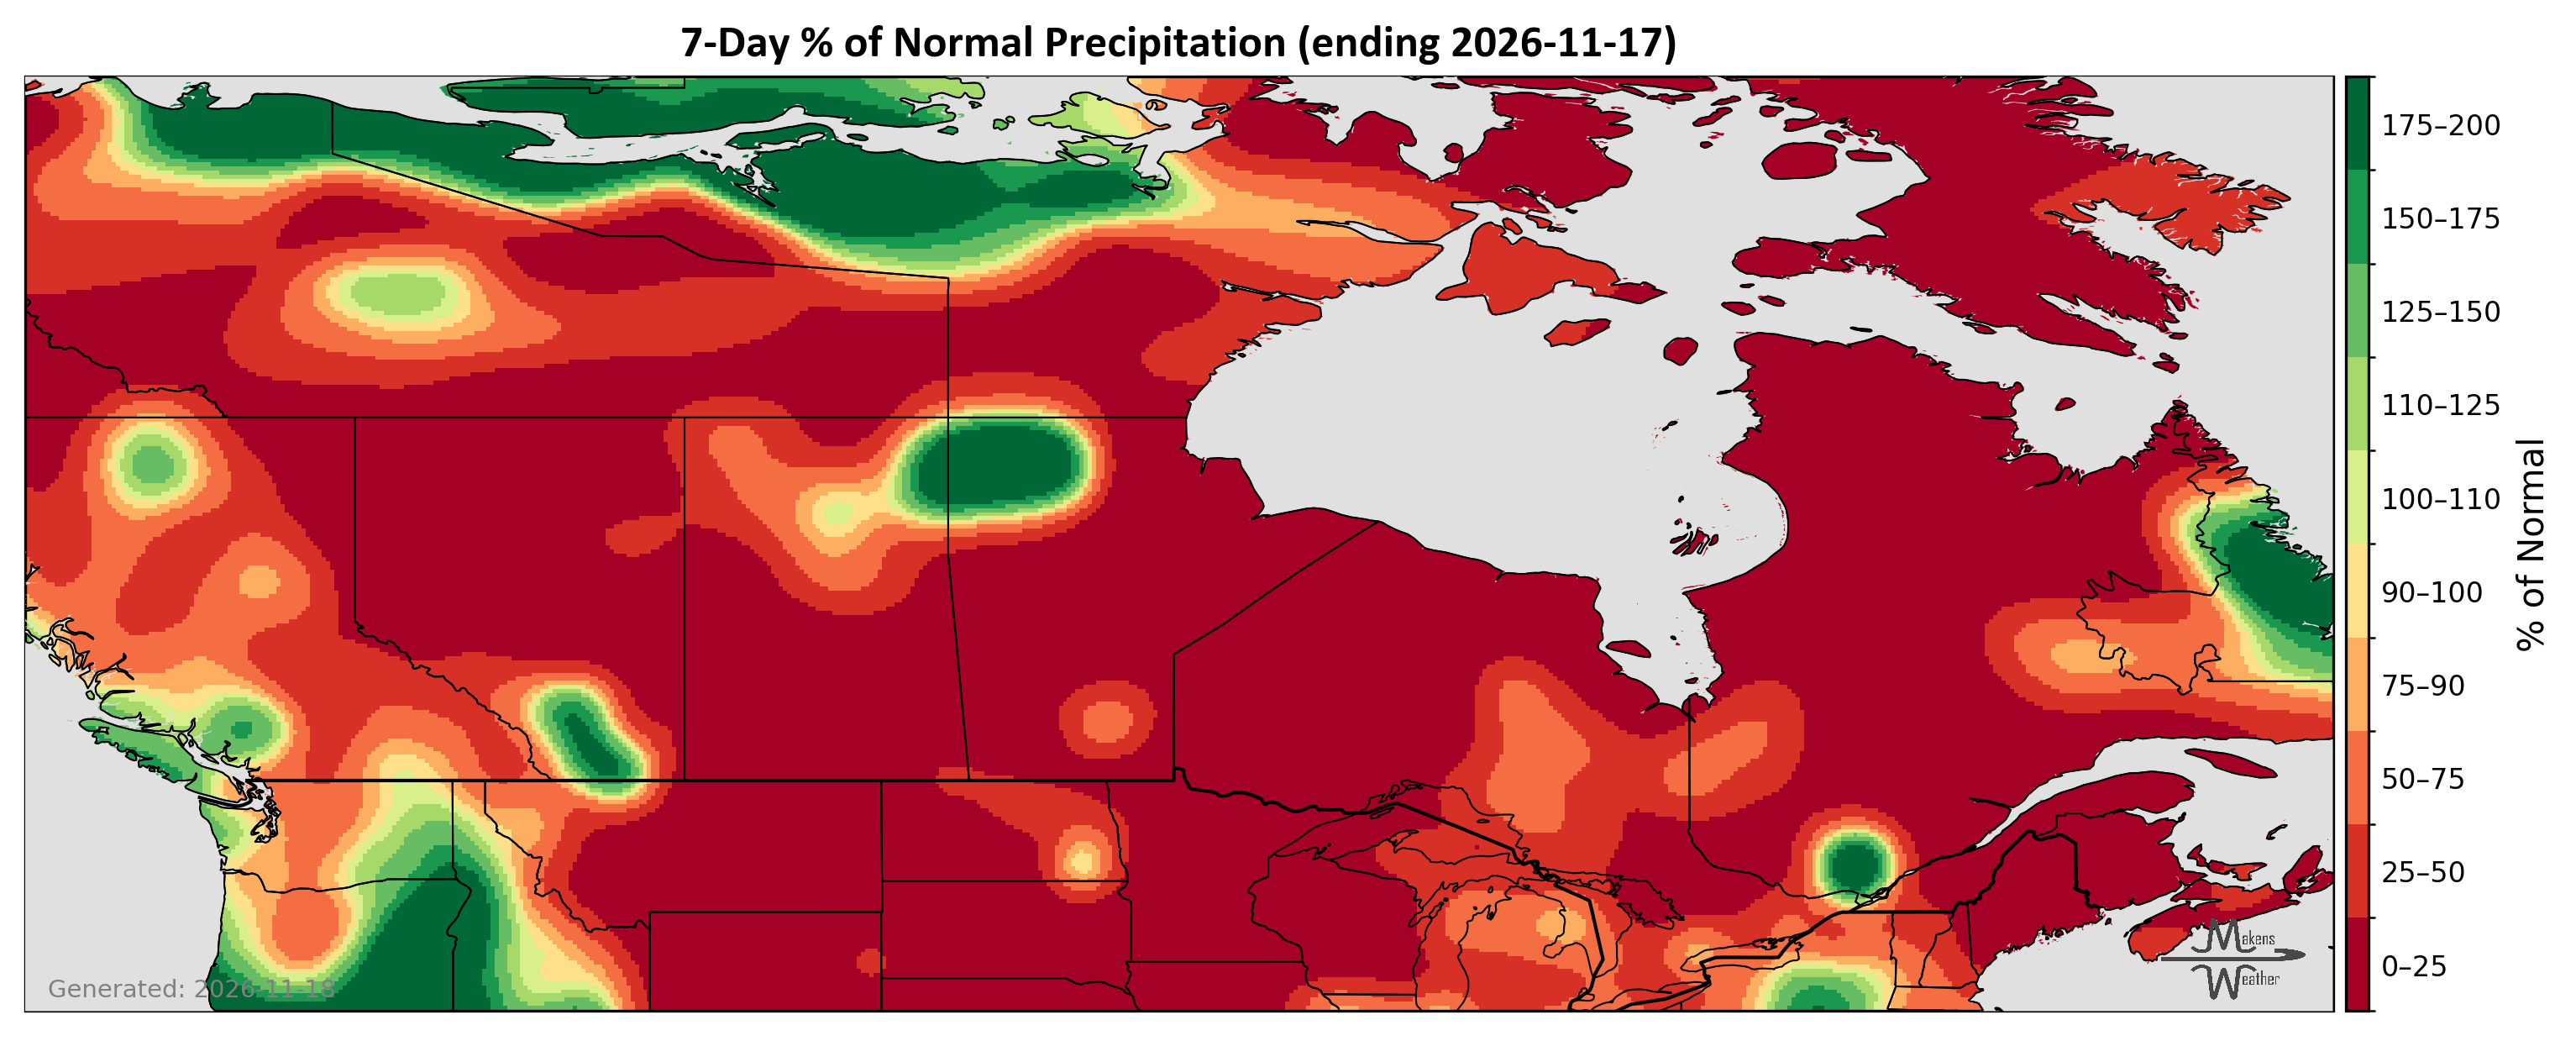 7-Day % of Normal Precipitation (ending 2026-11-17)
175–200
150–175
125–150
110–125
100–110
90–100
75–90
50–75
25–50
0–25
% of Normal
Generated: 2026-11-18
Makens
Weather